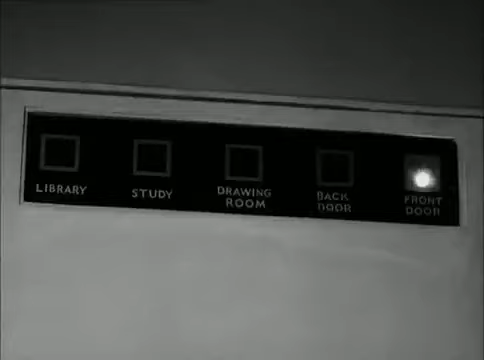 LIBRARY
STUDY
DRAWING
ROOM
BACK
DOOR
FRONT
DOOR